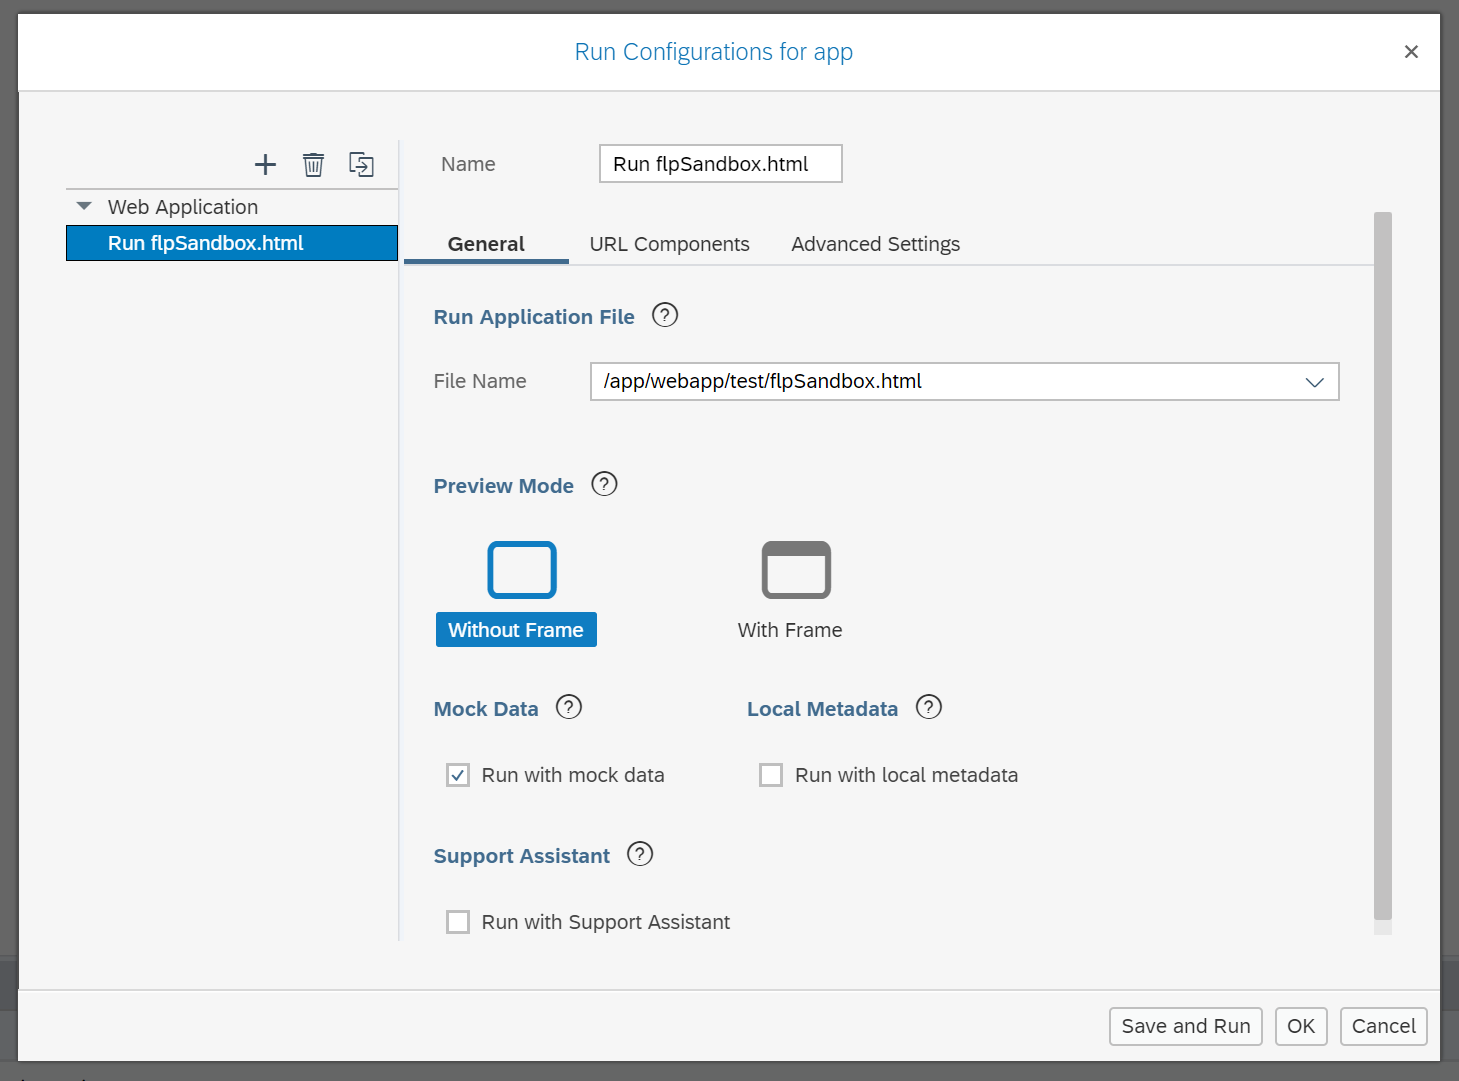 Run Configurations for app
Name
Run flpSandbox.html
Web Application
Run flpSandbox.html
General
URL Components
Advanced Settings
Run Application File
File Name
/app/webapp/test/flpSandbox.html
Preview Mode
Without Frame
With Frame
Mock Data
Local Metadata
Run with mock data
Run with local metadata
Support Assistant
Run with Support Assistant
Save and Run
OK
Cancel